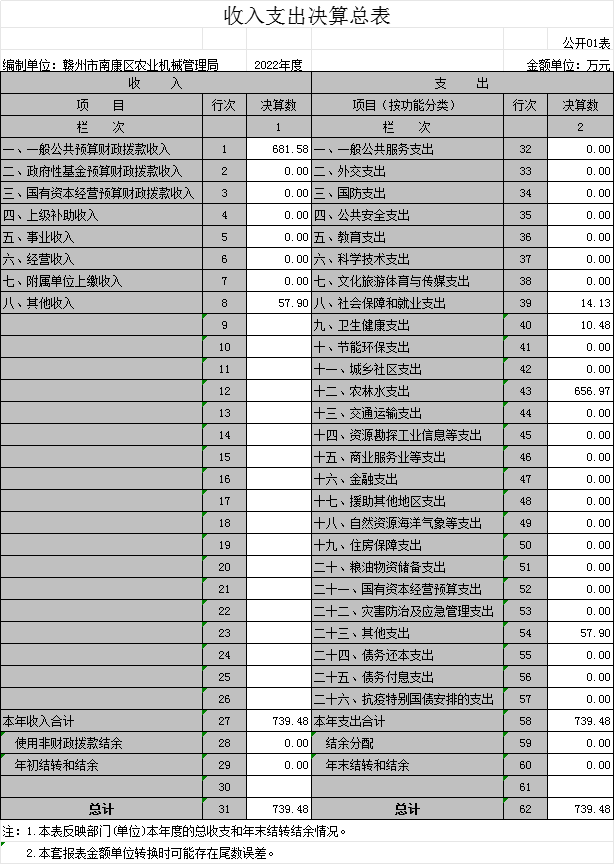 收入支出决算总表
公开01表
编制单位：赣州市南康区农业机械管理局 2022年度 金额单位：万元
收 入 支 出
项 目 行次 决算数 项目（按功能分类） 行次 决算数
栏 次 1 栏 次 2
一、一般公共预算财政拨款收入 1 681.58 一、一般公共服务支出 32 0.00
二、政府性基金预算财政拨款收入 2 0.00 二、外交支出 33 0.00
三、国有资本经营预算财政拨款收入 3 0.00 三、国防支出 34 0.00
四、上级补助收入 4 0.00 四、公共安全支出 35 0.00
五、事业收入 5 0.00 五、教育支出 36 0.00
六、经营收入 6 0.00 六、科学技术支出 37 0.00
七、附属单位上缴收入 7 0.00 七、文化旅游体育与传媒支出 38 0.00
八、其他收入 8 57.90 八、社会保障和就业支出 39 14.13
9 九、卫生健康支出 40 10.48
10 十、节能环保支出 41 0.00
11 十一、城乡社区支出 42 0.00
12 十二、农林水支出 43 656.97
13 十三、交通运输支出 44 0.00
14 十四、资源勘探工业信息等支出 45 0.00
15 十五、商业服务业等支出 46 0.00
16 十六、金融支出 47 0.00
17 十七、援助其他地区支出 48 0.00
18 十八、自然资源海洋气象等支出 49 0.00
19 十九、住房保障支出 50 0.00
20 二十、粮油物资储备支出 51 0.00
21 二十一、国有资本经营预算支出 52 0.00
22 二十二、灾害防治及应急管理支出 53 0.00
23 二十三、其他支出 54 57.90
24 二十四、债务还本支出 55 0.00
25 二十五、债务付息支出 56 0.00
26 二十六、抗疫特别国债安排的支出 57 0.00
本年收入合计 27 739.48 本年支出合计 58 739.48
使用非财政拨款结余 28 0.00 结余分配 59 0.00
年初结转和结余 29 0.00 年末结转和结余 60 0.00
30 61
总计 31 739.48 总计 62 739.48
注：1.本表反映部门(单位)本年度的总收支和年末结转结余情况。
2.本套报表金额单位转换时可能存在尾数误差。